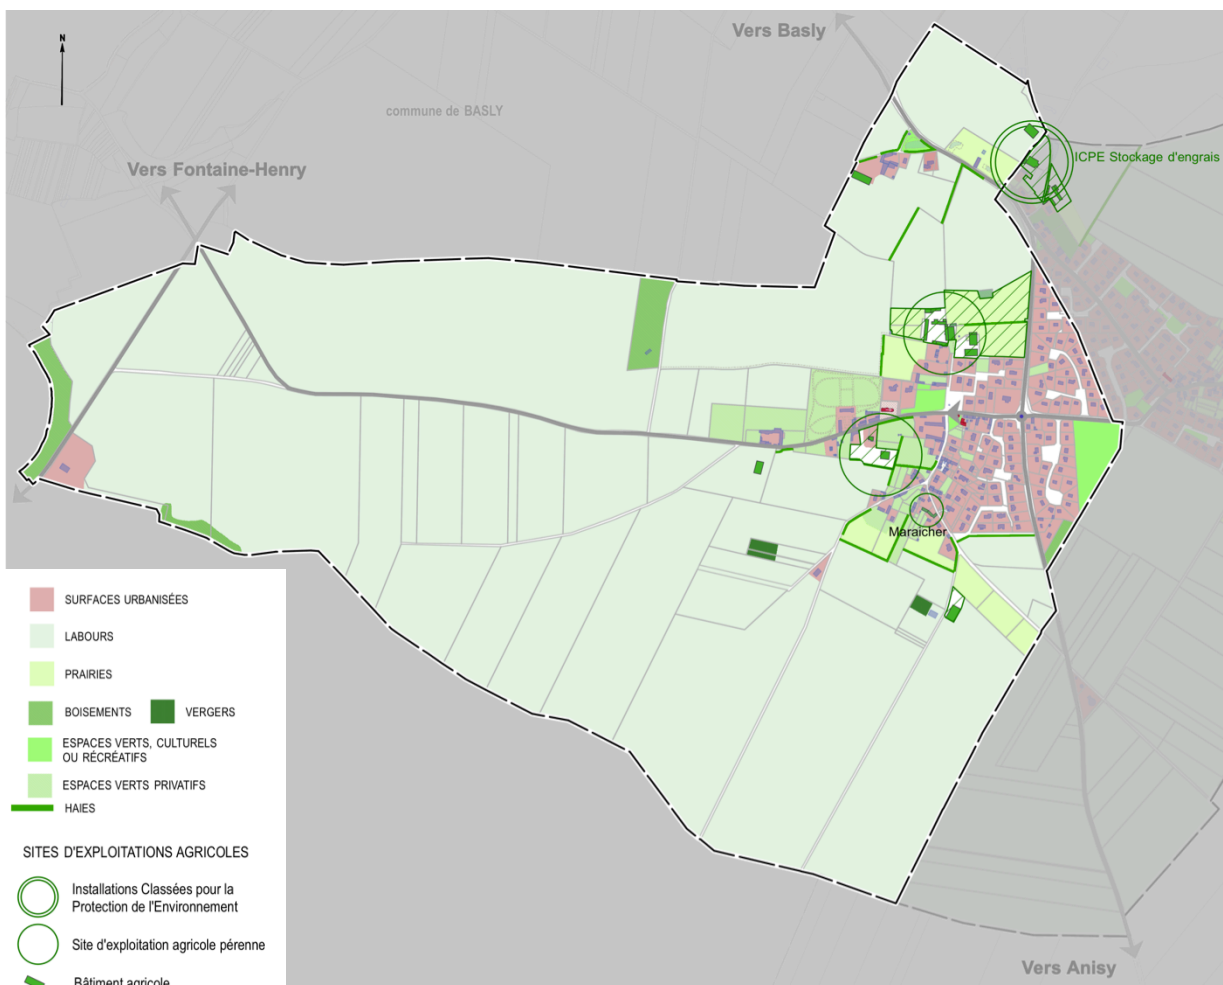 Vers Basly
N
commune de BASLY
ICPE Stockage d'engrais
Vers Fontaine-Henry
Maraicher
SURFACES URBANISÉES
LABOURS
PRAIRIES
BOISEMENTS VERGERS
ESPACES VERTS, CULTURELS
OU RÉCRÉATIFS
ESPACES VERTS PRIVATIFS
HAIES
SITES D'EXPLOITATIONS AGRICOLES
Installations Classées pour la
Protection de l'Environnement
Site d'exploitation agricole pérenne
Vers Anisy
Bâtiment agricole